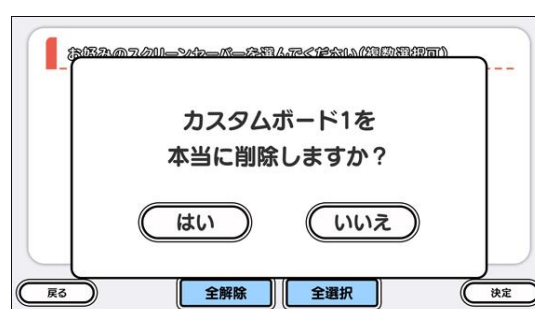 お好みのスクリーンセーバーを選んでください(複数選択可)
カスタムボード1を
本当に削除しますか？
はい
いいえ
戻る
全解除
全選択
決定